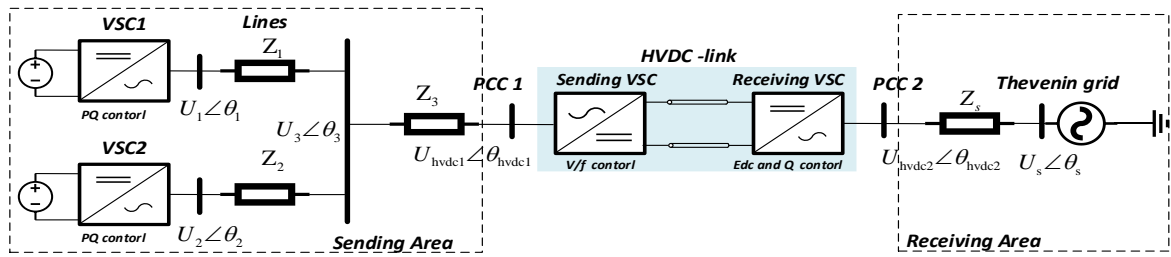 VSC1
Lines
Z1
PQ contorl
U1∠θ1
U3∠θ3
VSC2
Z2
PQ contorl
U2∠θ2
Z3
PCC 1
Uhvdc1∠θhvdc1
Sending Area
HVDC -link
Sending VSC
Receiving VSC
V/f contorl
Edc and Q contorl
PCC 2
Zs
Thevenin grid
Uhvdc2∠θhvdc2
Us∠θs
Receiving Area